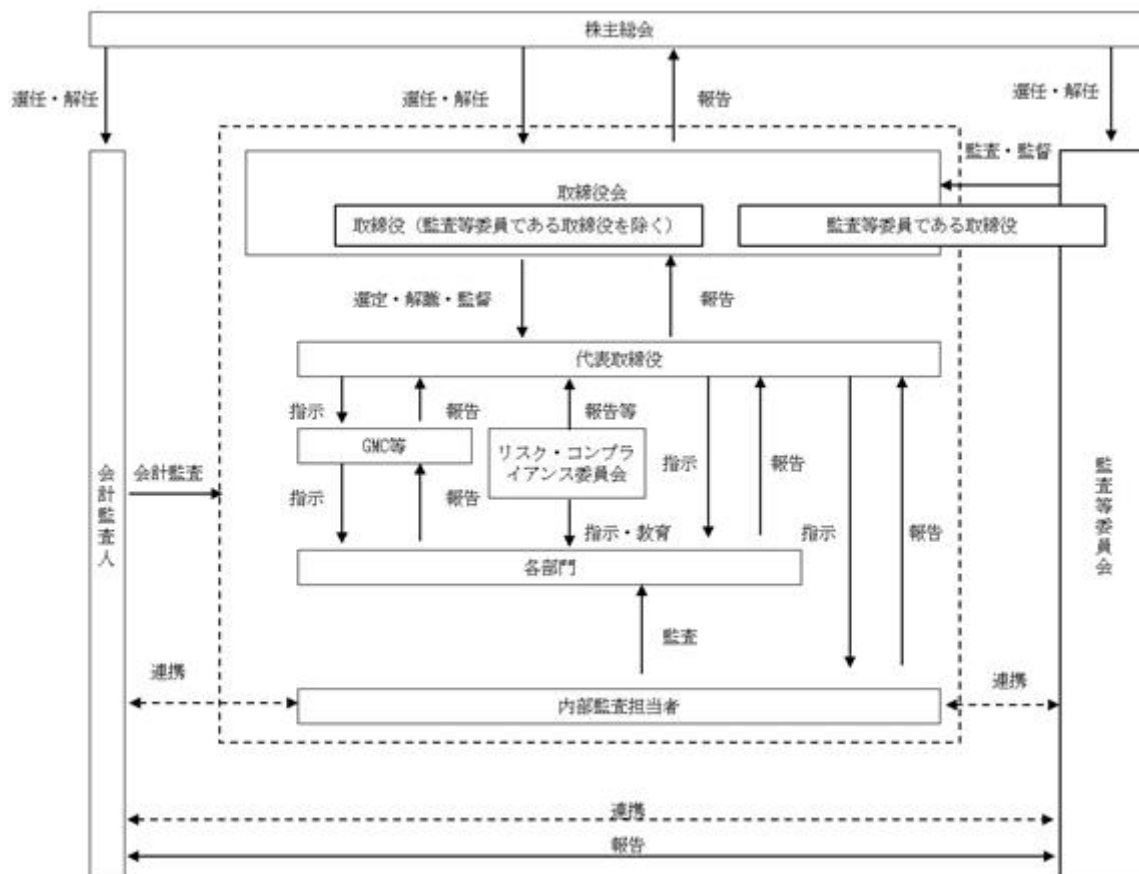 株主総会
選任・解任
選任・解任
報告
選任・解任
監査・監督
取締役会
取締役（監査等委員である取締役を除く）
監査等委員である取締役
選定・解職・監督
報告
代表取締役
指示
報告
報告等
GMC等
リスク・コンプラ
イアンス委員会
指示
報告
会計監査
指示
報告
指示・教育
指示
報告
会計監査人
監査等委員会
各部門
監査
連携
連携
内部監査担当者
連携
報告